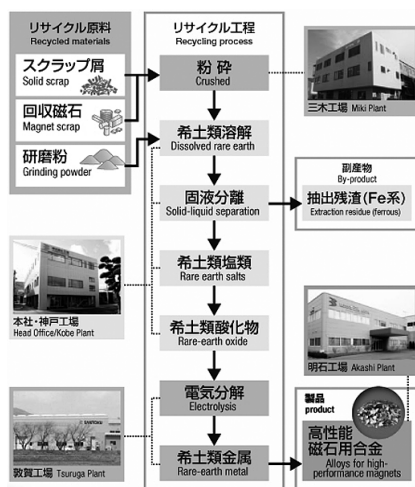 リサイクル原料
Recycled materials
スクラップ屑
Solid scrap
回収磁石
Magnet scrap
研磨粉
Grinding powder
リサイクル工程
Recycling process
粉砕
Crushed
希土類溶解
Dissolved rare earth
固液分離
Solid-liquid separation
希土類塩類
Rare earth salts
希土類酸化物
Rare-earth oxide
電気分解
Electrolysis
希土類金属
Rare-earth metal
三木工場 Miki Plant
副産物
By-product
抽出残渣(Fe系)
Extraction residue (ferrous)
本社・神戸工場
Head Office/Kobe Plant
明石工場 Akashi Plant
敦賀工場 Tsuruga Plant
製品
product
高性能
磁石用合金
Alloys for high-
performance magnets